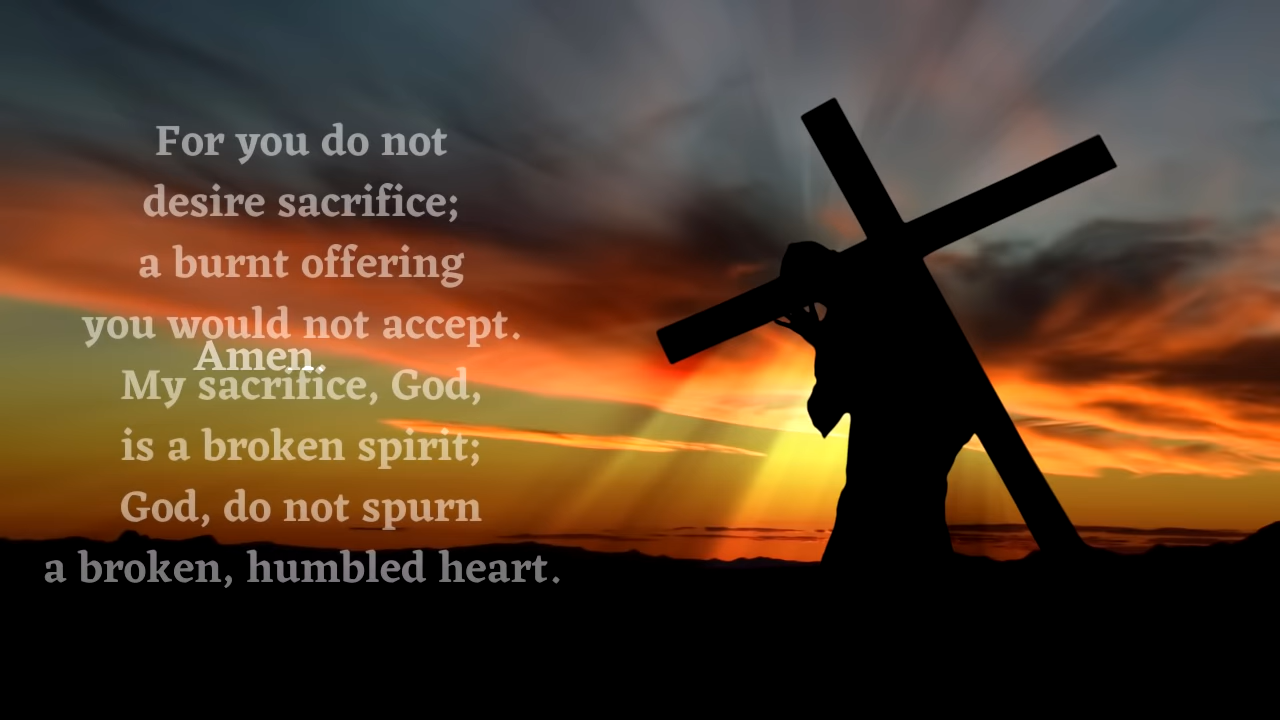 For you do not
desire sacrifice;
a burnt offering
you would not accept.
Amen.
My sacrifice, God,
is a broken spirit;
God, do not spurn
a broken, humbled heart.